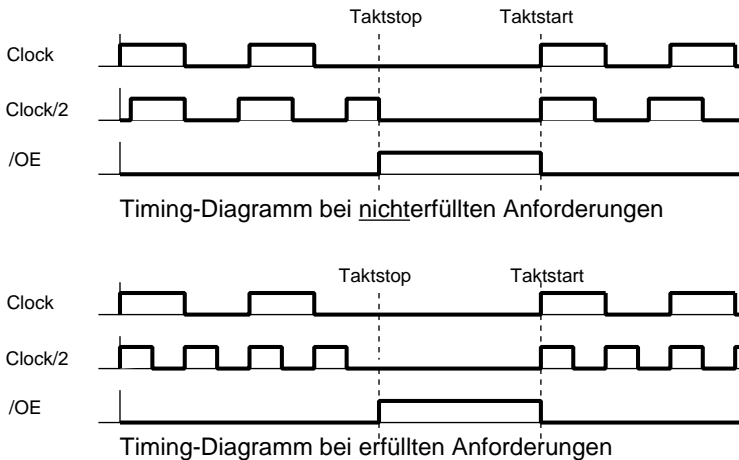 Taktstop Taktstart
Clock
Clock/2
/OE
Timing-Diagramm bei nichterfüllten Anforderungen
Taktstop Taktstart
Clock
Clock/2
/OE
Timing-Diagramm bei erfüllten Anforderungen